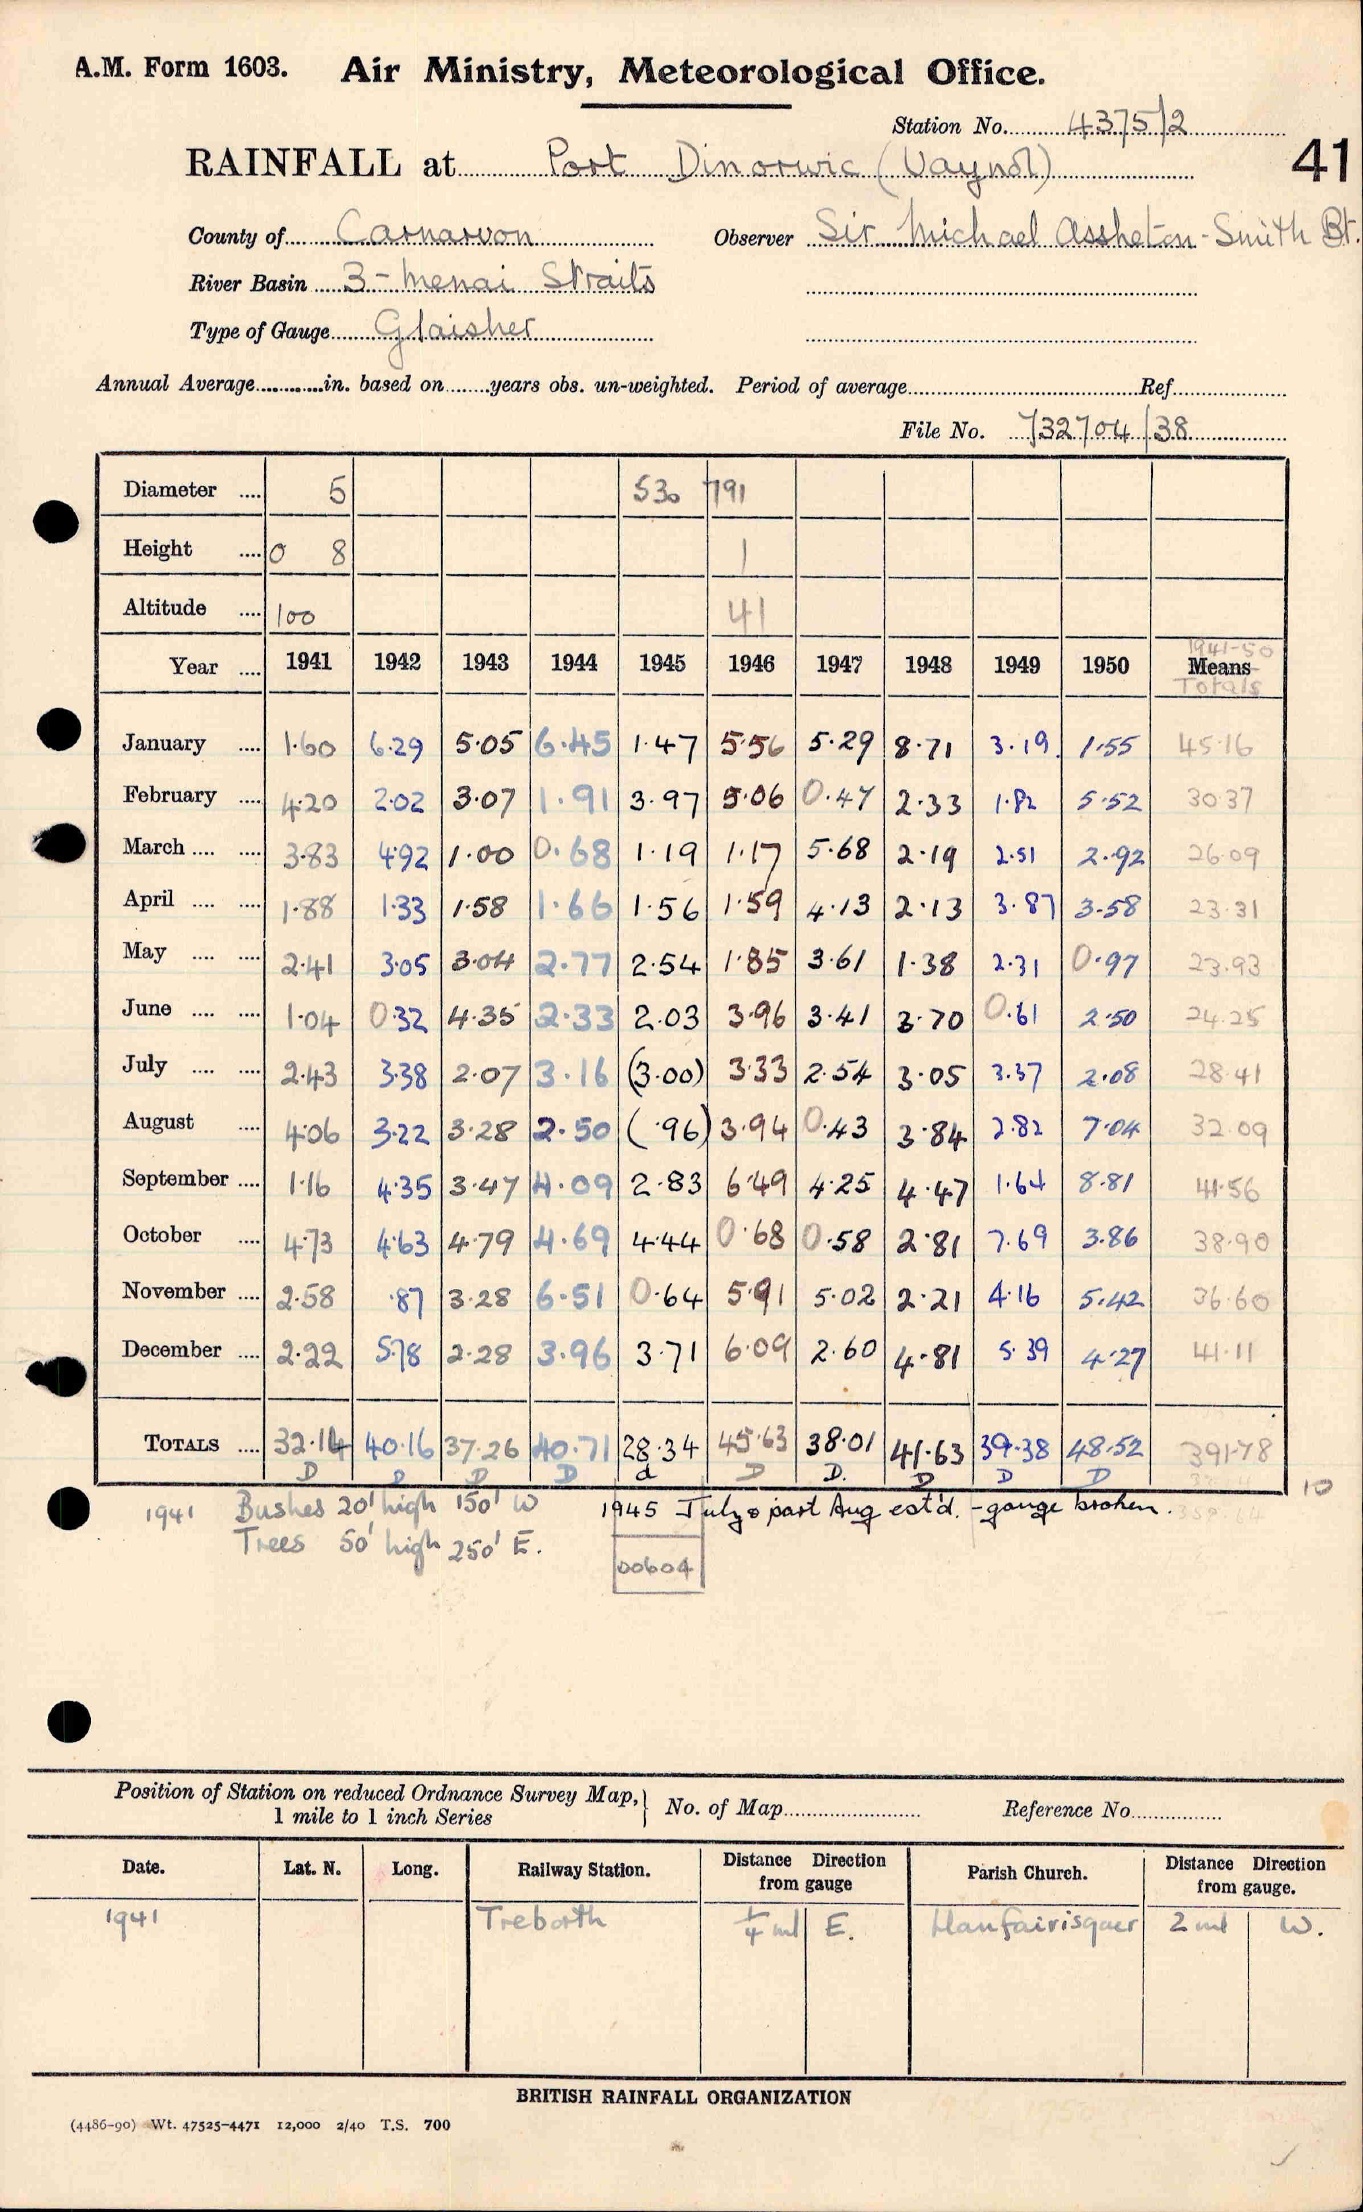 A.M. Form 1603. Air Ministry, Meteorological Office.
Station No. 4375/2
RAINFALL at Port Dinorwic (Vaynol) 41
County of Carnarvon Observer Sir Michael Assheton-Smith Bt.
River Basin 3-Menai Straits
Type of Gauge Glaisher
Annual Average in. based on years obs. un-weighted. Period of average Ref
File No. 732704/38
Diameter .... 5 530 791
Height .... 0 8 1
Altitude .... 100 41
1941-50
Year .... 1941 1942 1943 1944 1945 1946 1947 1948 1949 1950 Means
Totals
January .... 1.60 6.29 5.05 6.45 1.47 5.56 5.29 8.71 3.19 1.55 45.16
February .... 4.20 2.02 3.07 1.91 3.97 5.06 0.47 2.33 1.82 5.52 30.37
March .... .... 3.83 4.92 1.00 0.68 1.19 1.17 5.68 2.19 2.51 2.92 26.09
April .... .... 1.88 1.33 1.58 1.66 1.56 1.59 4.13 2.13 3.87 3.58 23.31
May .... .... 2.41 3.05 3.04 2.77 2.54 1.85 3.61 1.38 2.31 0.97 23.93
June .... .... 1.04 0.32 4.35 2.33 2.03 3.96 3.41 3.70 0.61 2.50 24.25
July .... .... 2.43 3.38 2.07 3.16 (3.00) 3.33 2.54 3.05 3.37 2.08 28.41
August .... 4.06 3.22 3.28 2.50 (.96) 3.94 0.43 3.84 2.82 7.04 32.09
September .... 1.16 4.35 3.47 4.09 2.83 6.49 4.25 4.47 1.64 8.81 41.56
October .... 4.73 4.63 4.79 4.69 4.44 0.68 0.58 2.81 7.69 3.86 38.90
November .... 2.58 .87 3.28 6.51 0.64 5.91 5.02 2.21 4.16 5.42 36.60
December .... 2.22 5.78 2.28 3.96 3.71 6.09 2.60 4.81 5.39 4.27 41.11
TOTALS .... 32.14 40.16 37.26 40.71 28.34 45.63 38.01 41.63 39.38 48.52 391.78
D D D D d D D. D D D 10
1941 Bushes 20' high 150' W 1945 July & part Aug est'd. - gauge broken.
Trees 50' high 250' E.
00604
Position of Station on reduced Ordnance Survey Map,
1 mile to 1 inch Series
No. of Map Reference No.
Date. Lat. N. Long. Railway Station. Distance Direction from gauge Parish Church. Distance Direction from gauge.
1941 Treborth 1/4 ml E. Llanfairisgaer 2 ml W.
BRITISH RAINFALL ORGANIZATION
(4486-90) Wt. 47525-4471 12,000 2/40 T.S. 700